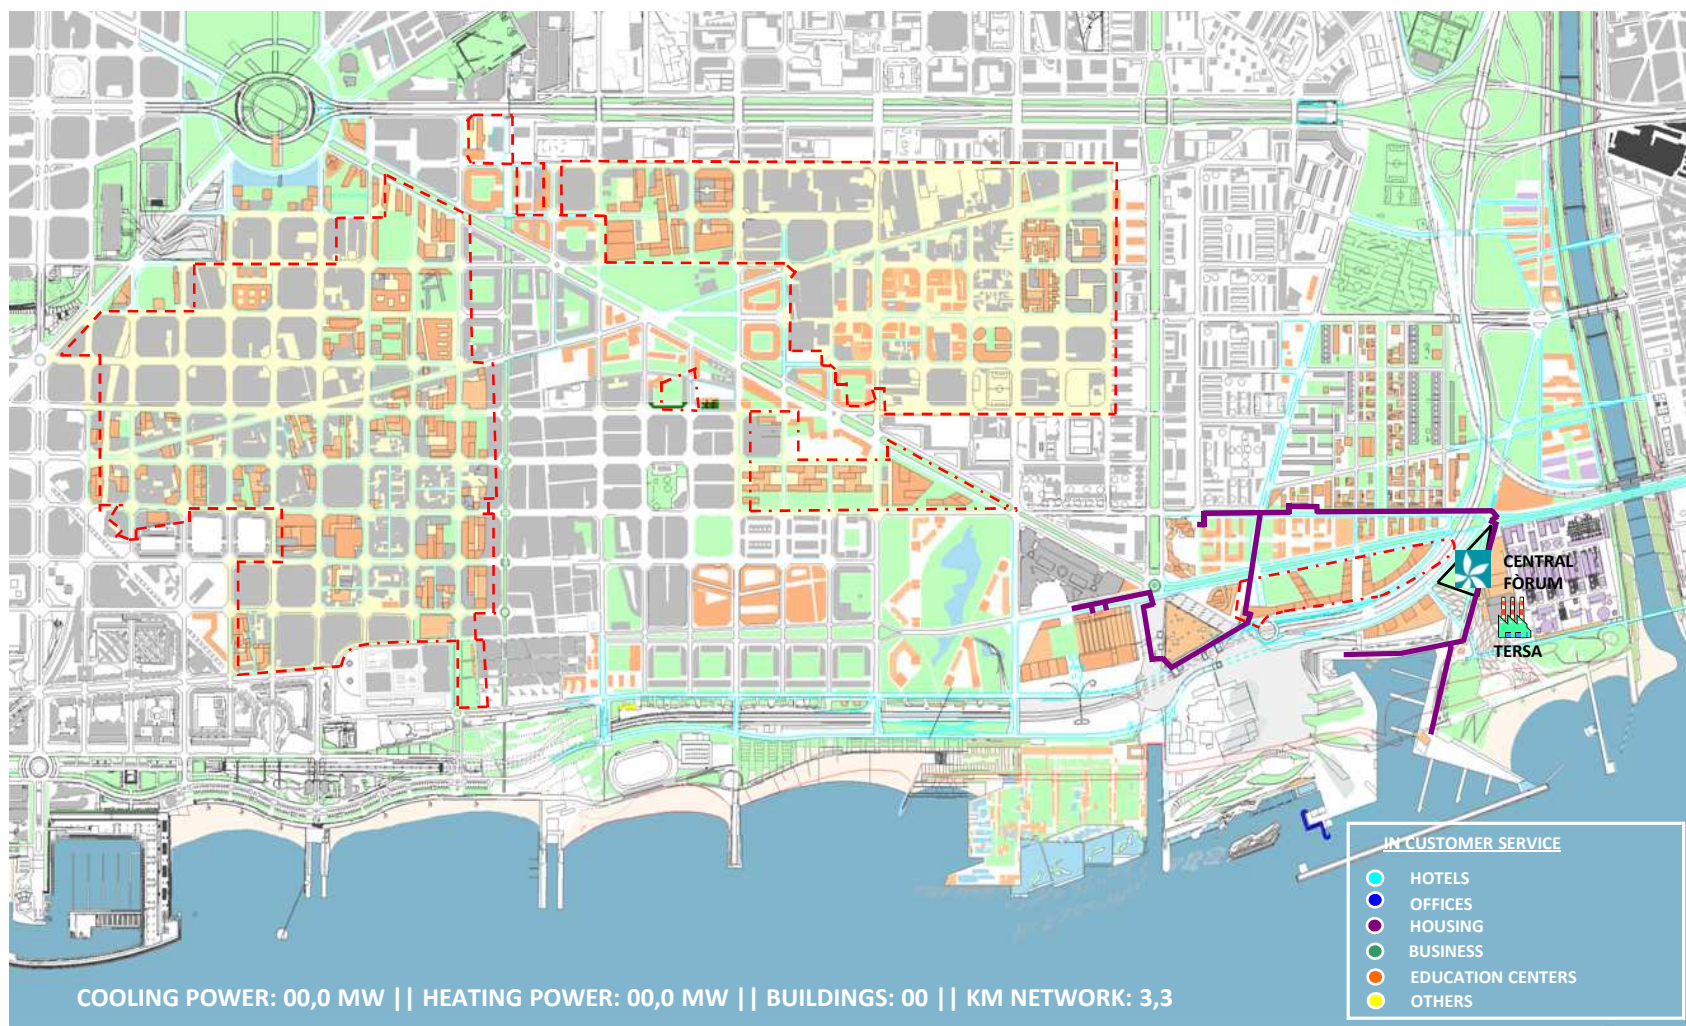 CENTRAL
FÒRUM
TERSA
IN CUSTOMER SERVICE
HOTELS
OFFICES
HOUSING
BUSINESS
EDUCATION CENTERS
OTHERS
COOLING POWER: 00,0 MW || HEATING POWER: 00,0 MW || BUILDINGS: 00 || KM NETWORK: 3,3